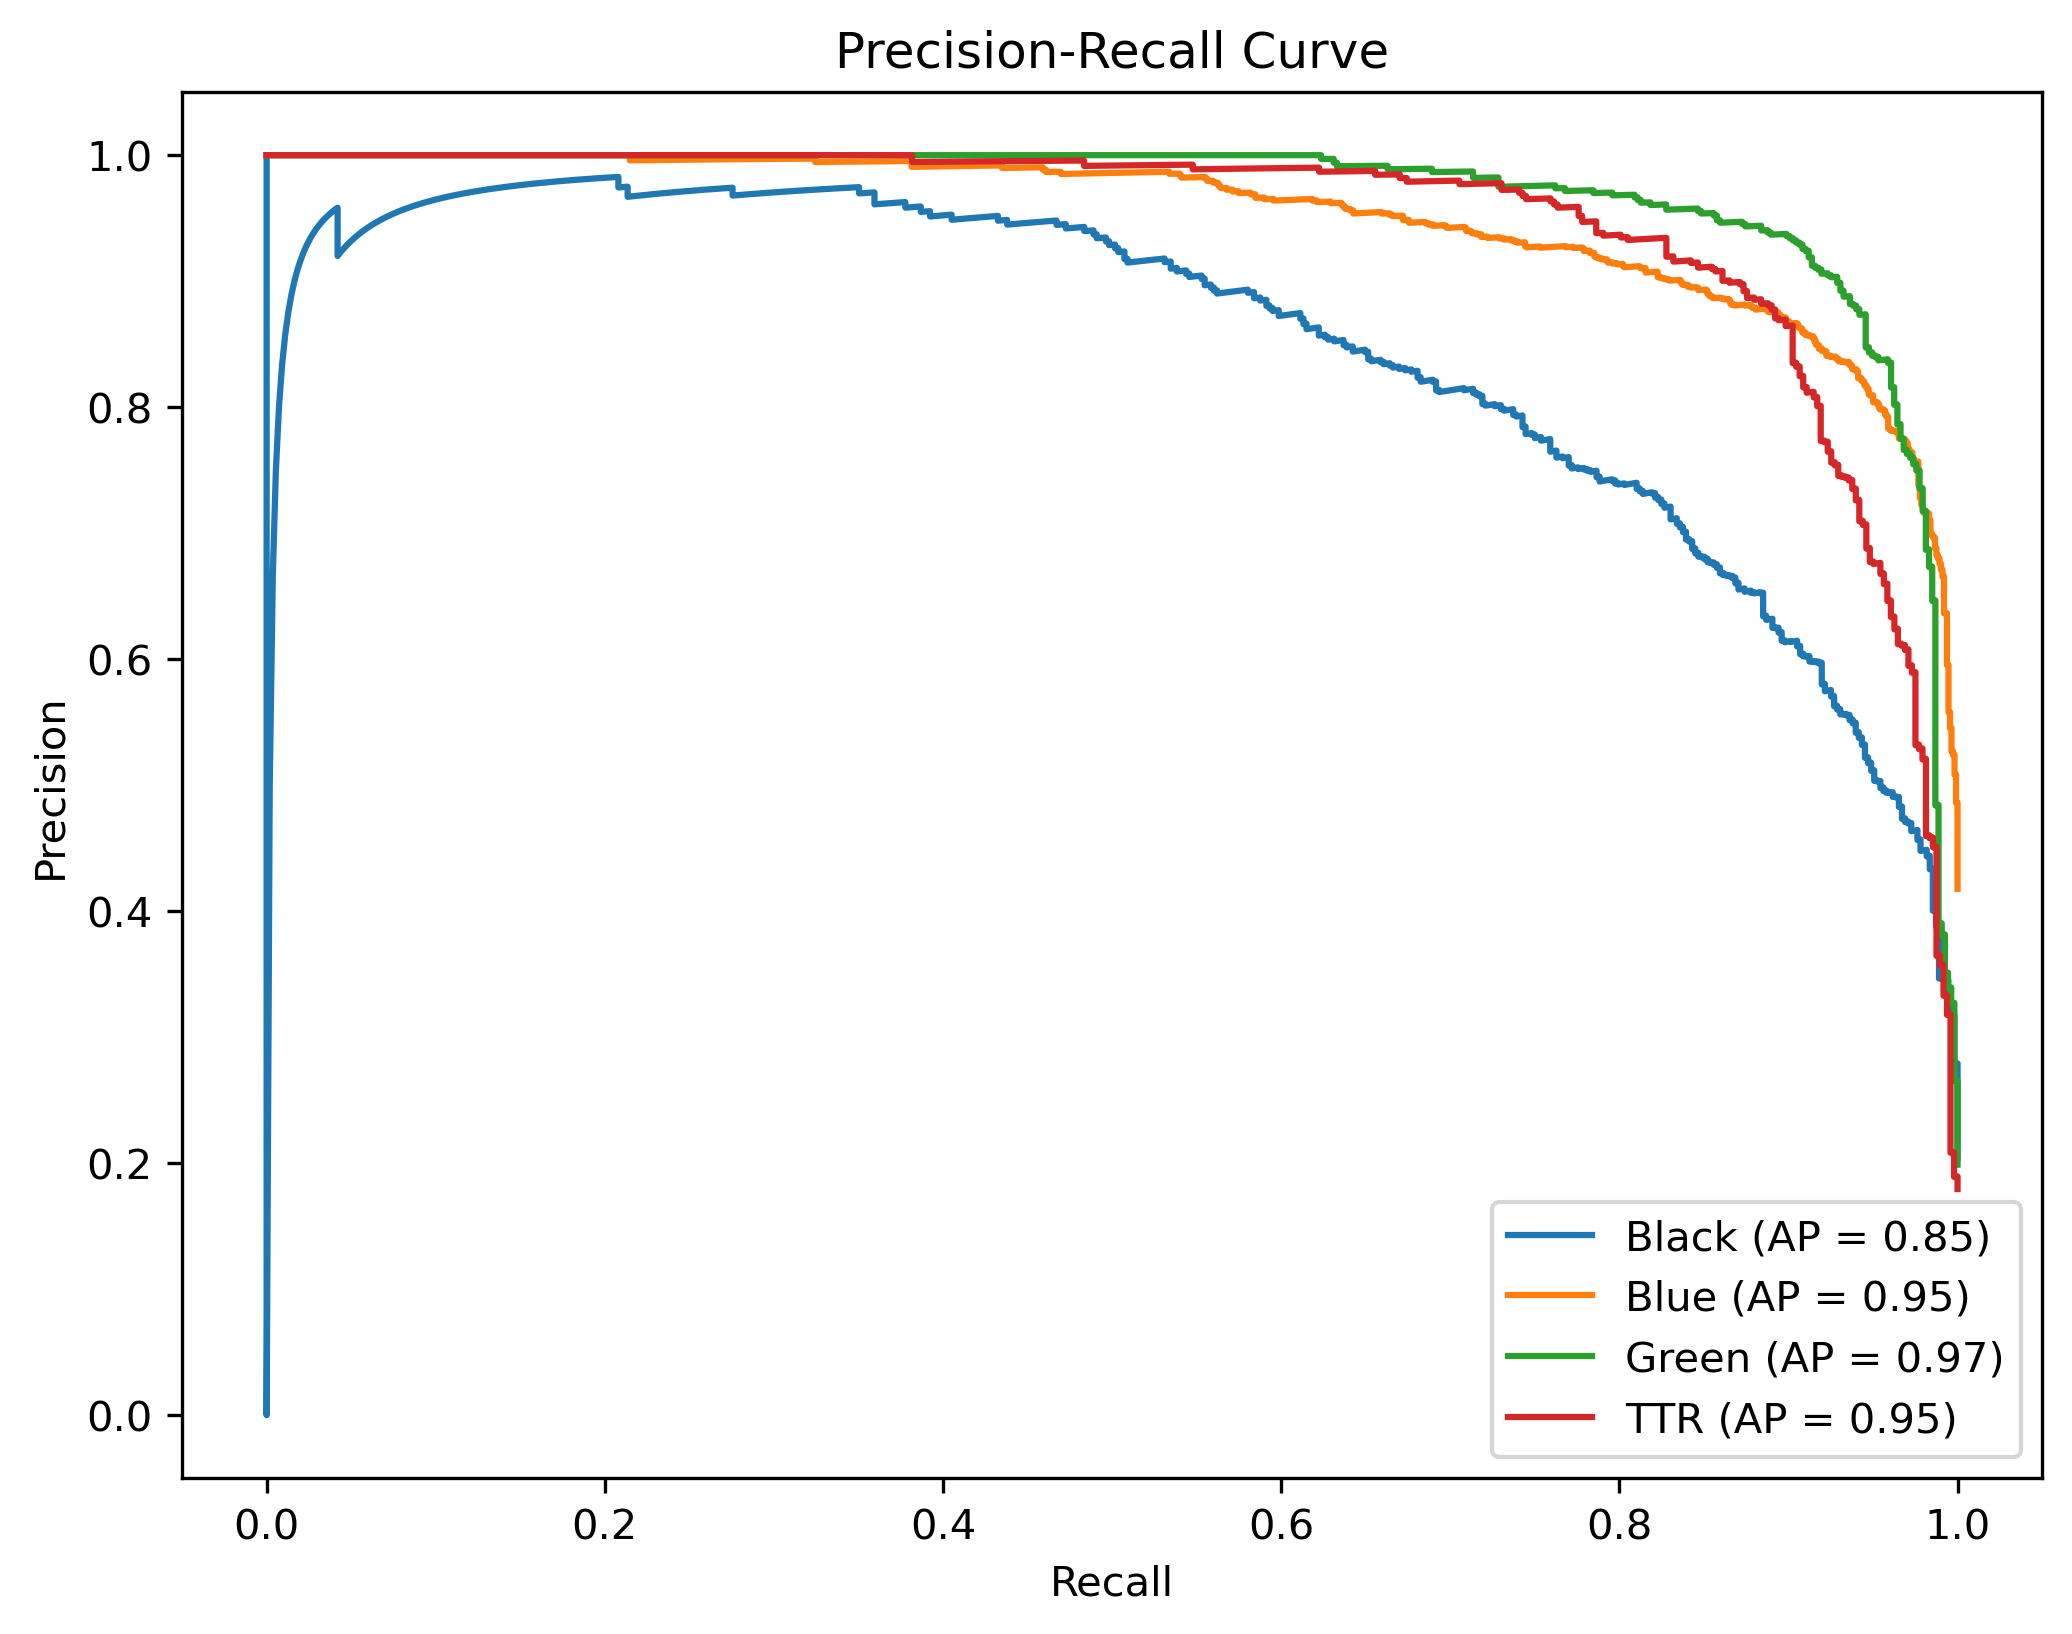 Precision-Recall Curve
1.0
0.8
0.6
0.4
0.2
0.0
Precision
0.0 0.2 0.4 0.6 0.8 1.0
Recall
Black (AP = 0.85)
Blue (AP = 0.95)
Green (AP = 0.97)
TTR (AP = 0.95)